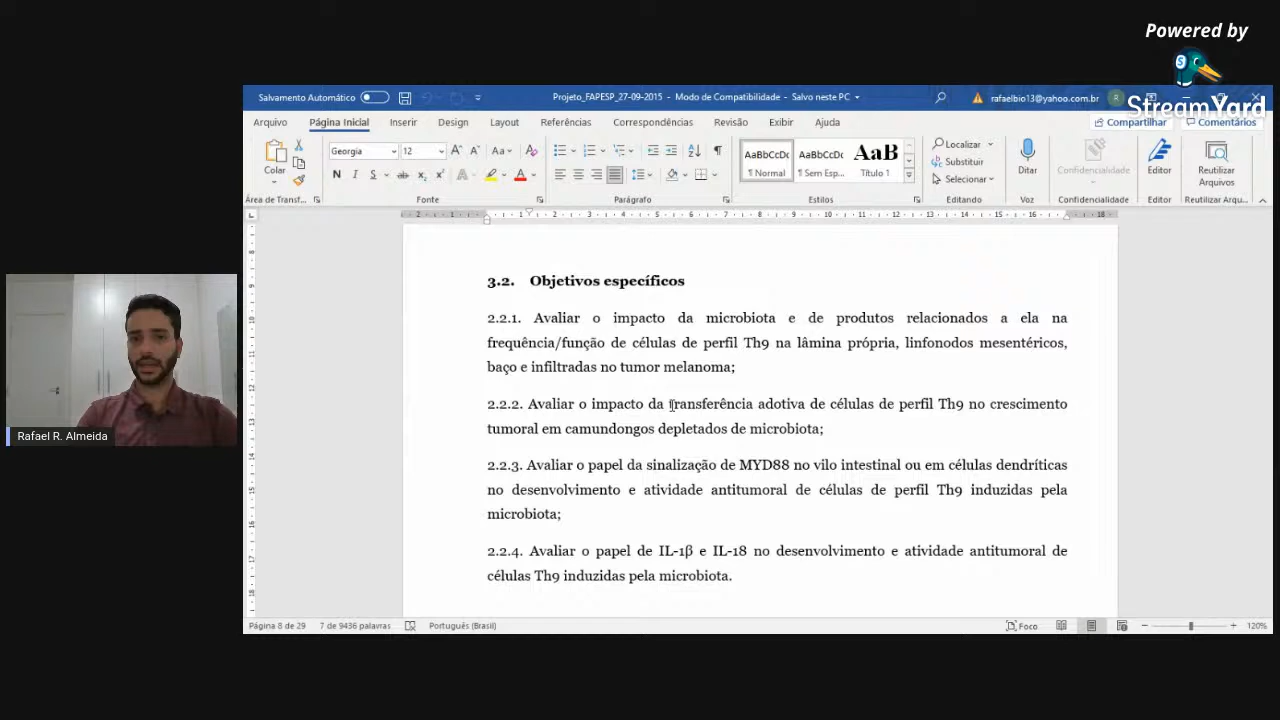 Powered by
StreamYard
Salvamento Automático
Projeto_FAPESP_27-09-2015 - Modo de Compatibilidade - Salvo neste PC
rafaelbio13@yahoo.com.br
R
Arquivo Página Inicial Inserir Design Layout Referências Correspondências Revisão Exibir Ajuda
Compartilhar Comentários
Colar
Georgia 12
AaBbCcDc AaBbCcDc AaB
¶ Normal ¶ Sem Esp... Título 1
Localizar
Substituir
Selecionar
Ditar
Confidencialidade
Editor
Reutilizar Arquivos
Área de Transf... Fonte Parágrafo Estilos Editando Voz Confidencialidade Editor Reutilizar Arqu...
3.2. Objetivos específicos
2.2.1. Avaliar o impacto da microbiota e de produtos relacionados a ela na
frequência/função de células de perfil Th9 na lâmina própria, linfonodos mesentéricos,
baço e infiltradas no tumor melanoma;
2.2.2. Avaliar o impacto da transferência adotiva de células de perfil Th9 no crescimento
tumoral em camundongos depletados de microbiota;
2.2.3. Avaliar o papel da sinalização de MYD88 no vilo intestinal ou em células dendríticas
no desenvolvimento e atividade antitumoral de células de perfil Th9 induzidas pela
microbiota;
2.2.4. Avaliar o papel de IL-1β e IL-18 no desenvolvimento e atividade antitumoral de
células Th9 induzidas pela microbiota.
Rafael R. Almeida
Página 8 de 29 7 de 9436 palavras Português (Brasil) Foco 120%